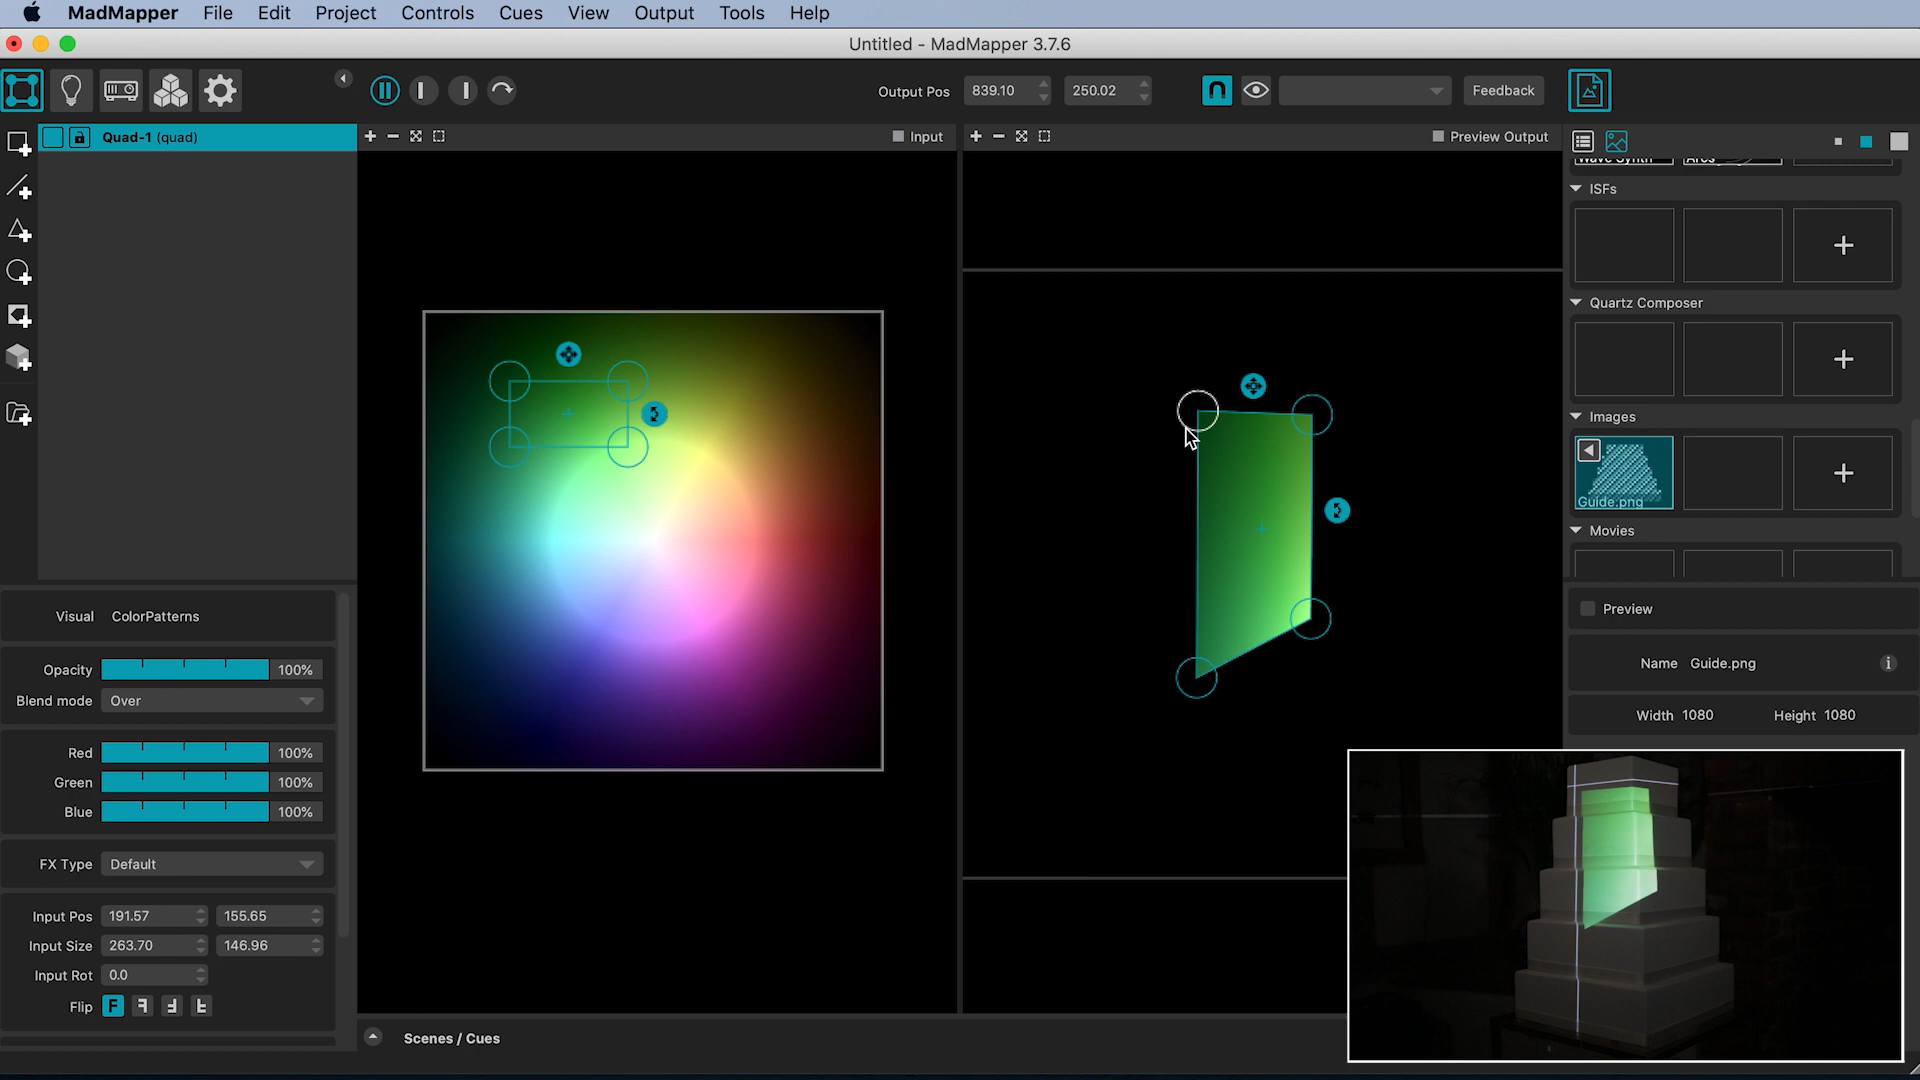 MadMapper File Edit Project Controls Cues View Output Tools Help
Untitled - MadMapper 3.7.6
Output Pos 839.10 250.02 Feedback
Quad-1 (quad)
Input
Preview Output
Wave Synth Arcs
ISFs
Quartz Composer
Images
Guide.png
Movies
Preview
Name Guide.png
Width 1080 Height 1080
Visual ColorPatterns
Opacity 100%
Blend mode Over
Red 100%
Green 100%
Blue 100%
FX Type Default
Input Pos 191.57 155.65
Input Size 263.70 146.96
Input Rot 0.0
Flip F
Scenes / Cues